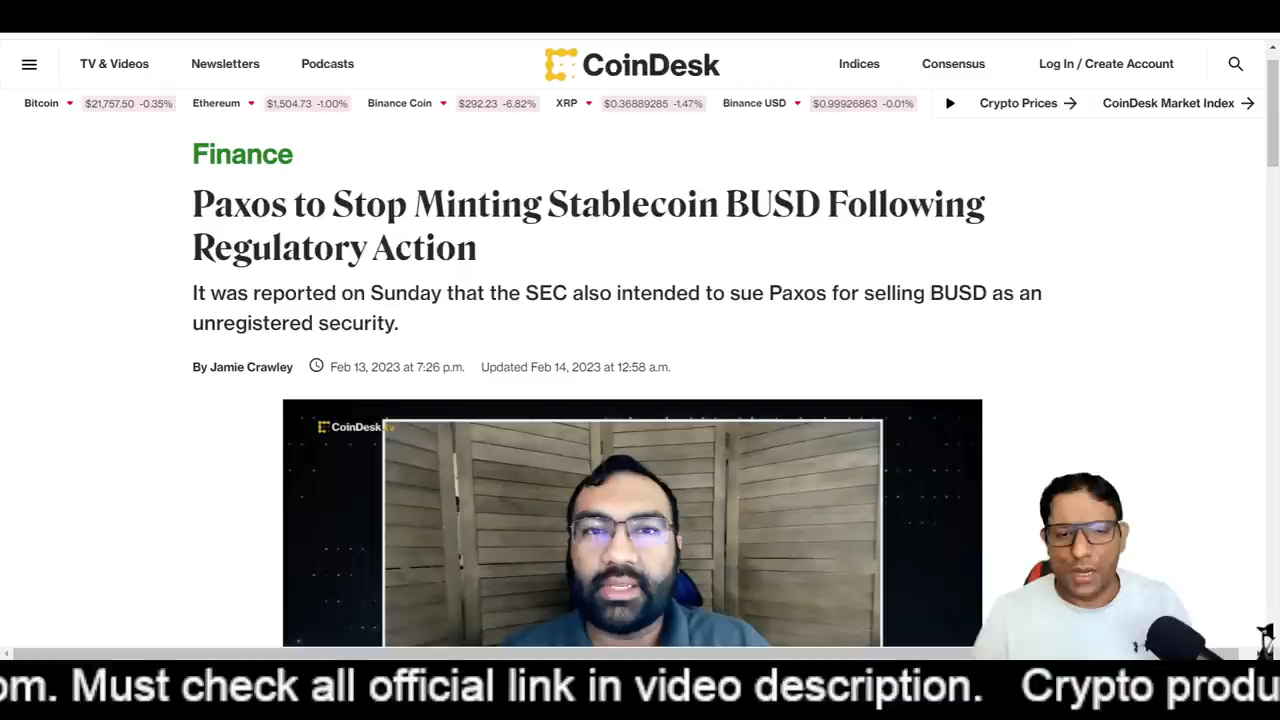 TV & Videos Newsletters Podcasts CoinDesk Indices Consensus Log In / Create Account
Bitcoin $21,757.50 -0.35% Ethereum $1,504.73 -1.00% Binance Coin $292.23 -6.82% XRP $0.36889285 -1.47% Binance USD $0.99926863 -0.01% Crypto Prices → CoinDesk Market Index →
Finance
Paxos to Stop Minting Stablecoin BUSD Following
Regulatory Action
It was reported on Sunday that the SEC also intended to sue Paxos for selling BUSD as an
unregistered security.
By Jamie Crawley Feb 13, 2023 at 7:26 p.m. Updated Feb 14, 2023 at 12:58 a.m.
CoinDesk tv
om. Must check all official link in video description. Crypto produ